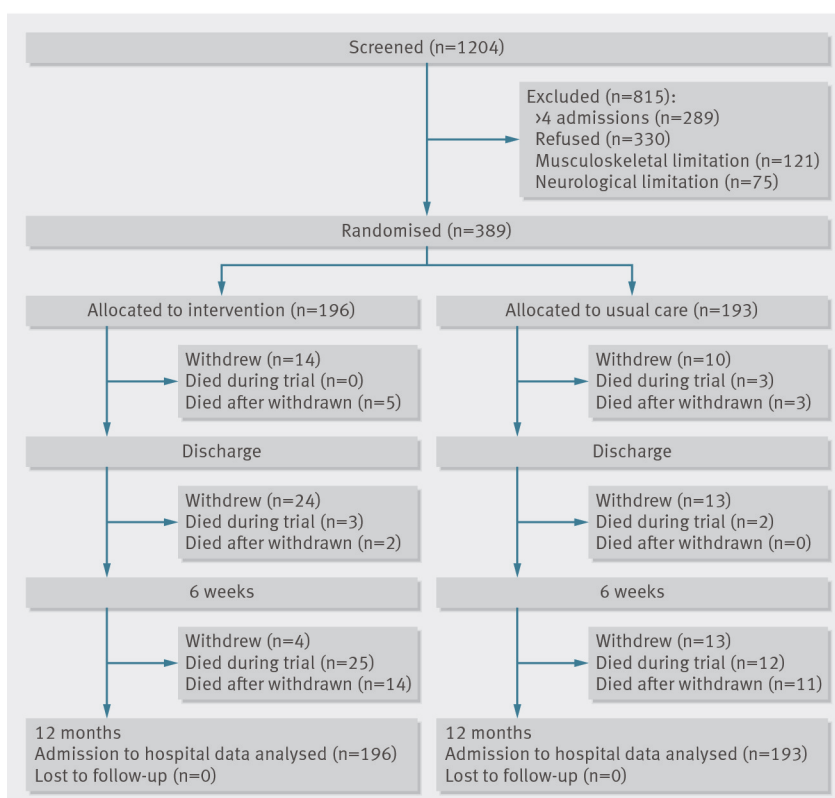 Screened (n=1204)
Excluded (n=815):
>4 admissions (n=289)
Refused (n=330)
Musculoskeletal limitation (n=121)
Neurological limitation (n=75)
Randomised (n=389)
Allocated to intervention (n=196)
Allocated to usual care (n=193)
Withdrew (n=14)
Died during trial (n=0)
Died after withdrawn (n=5)
Withdrew (n=10)
Died during trial (n=3)
Died after withdrawn (n=3)
Discharge
Discharge
Withdrew (n=24)
Died during trial (n=3)
Died after withdrawn (n=2)
Withdrew (n=13)
Died during trial (n=2)
Died after withdrawn (n=0)
6 weeks
6 weeks
Withdrew (n=4)
Died during trial (n=25)
Died after withdrawn (n=14)
Withdrew (n=13)
Died during trial (n=12)
Died after withdrawn (n=11)
12 months
Admission to hospital data analysed (n=196)
Lost to follow-up (n=0)
12 months
Admission to hospital data analysed (n=193)
Lost to follow-up (n=0)